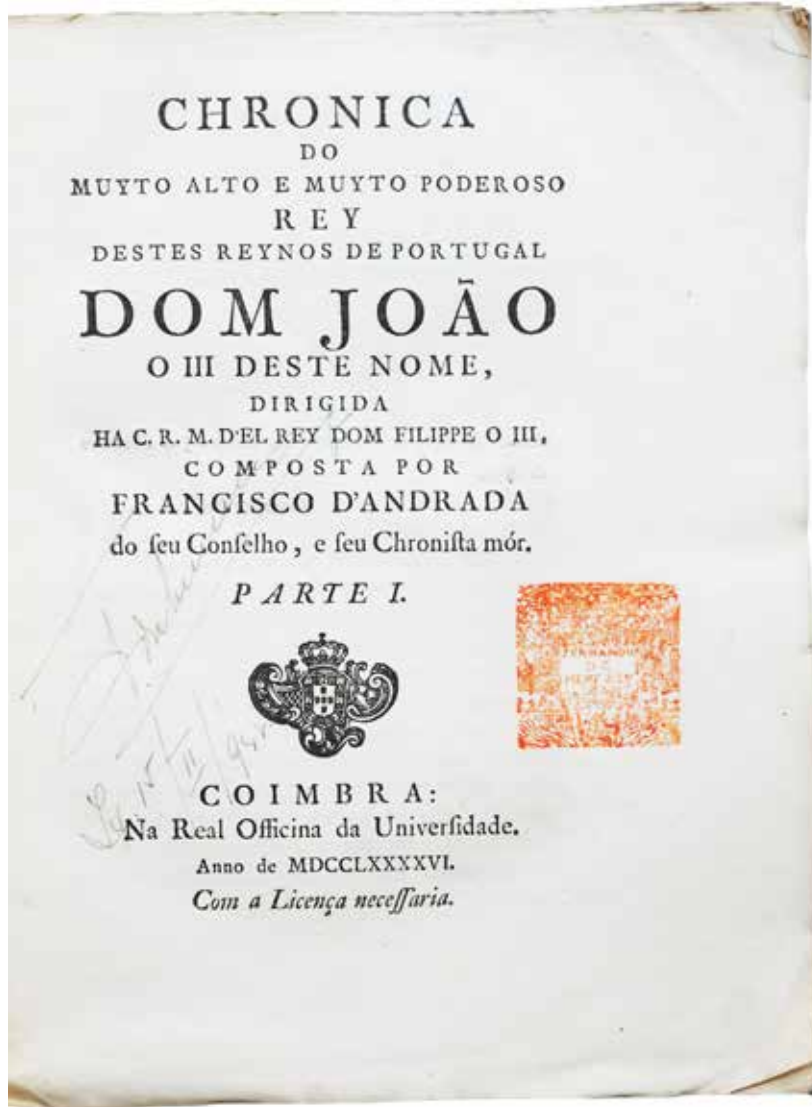 CHRONICA
DO
MUYTO ALTO E MUYTO PODEROSO
REY
DESTES REYNOS DE PORTUGAL
DOM JOÃO
O III DESTE NOME,
DIRIGIDA
HA C. R. M. D'EL REY DOM FILIPPE O III,
COMPOSTA POR
FRANCISCO D'ANDRADA
do ſeu Conſelho, e ſeu Chroniſta mór.
PARTE I.
FERNANDO
COIMBRA:
Na Real Officina da Univerſidade.
Anno de MDCCLXXXXVI.
Com a Licença neceſſaria.